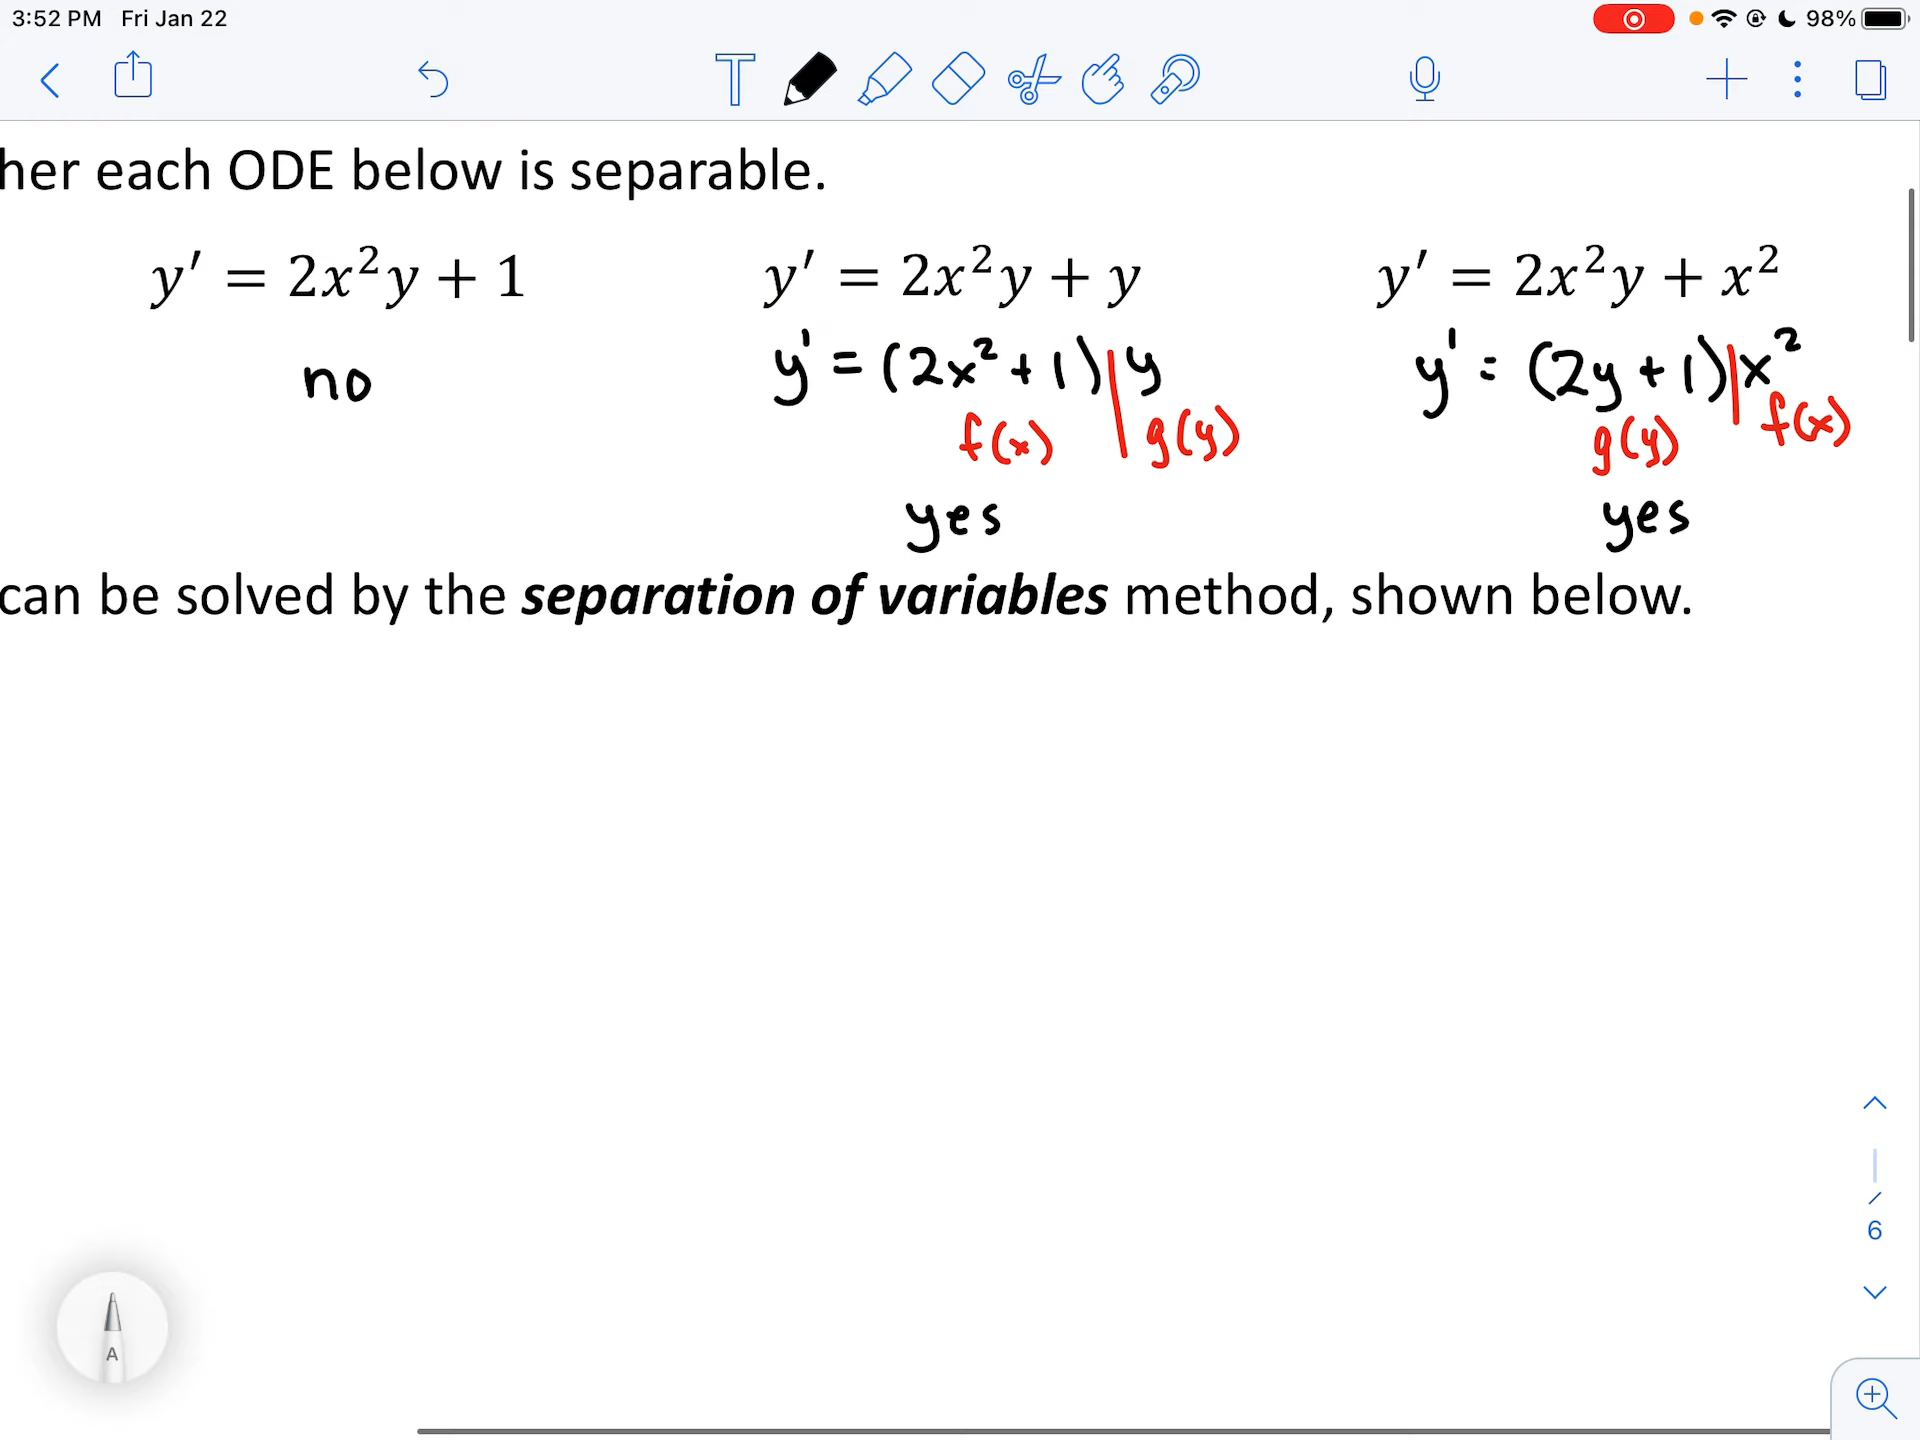 3:52 PM Fri Jan 22 98%
her each ODE below is separable.
y′ = 2x²y + 1 y′ = 2x²y + y y′ = 2x²y + x²
no y' = (2x² + 1) | y y' = (2y + 1) | x²
f(x) g(y) g(y) f(x)
yes yes
can be solved by the separation of variables method, shown below.
6
A